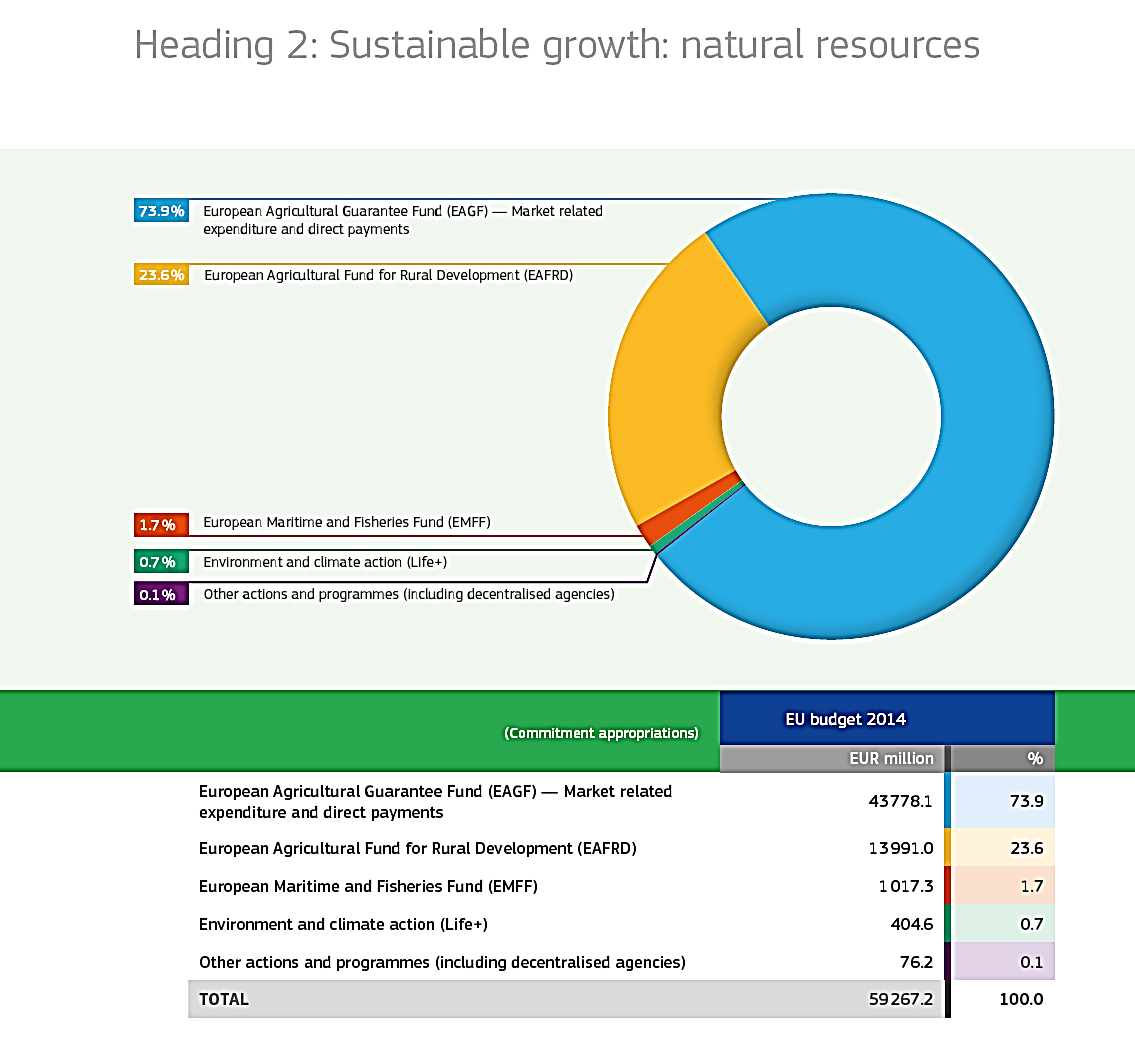 Heading 2: Sustainable growth: natural resources
73.9% European Agricultural Guarantee Fund (EAGF) — Market related
expenditure and direct payments
23.6% European Agricultural Fund for Rural Development (EAFRD)
1.7% European Maritime and Fisheries Fund (EMFF)
0.7% Environment and climate action (Life+)
0.1% Other actions and programmes (including decentralised agencies)
EU budget 2014
(Commitment appropriations)
EUR million %
European Agricultural Guarantee Fund (EAGF) — Market related
expenditure and direct payments 43778.1 73.9
European Agricultural Fund for Rural Development (EAFRD) 13991.0 23.6
European Maritime and Fisheries Fund (EMFF) 1017.3 1.7
Environment and climate action (Life+) 404.6 0.7
Other actions and programmes (including decentralised agencies) 76.2 0.1
TOTAL 59267.2 100.0